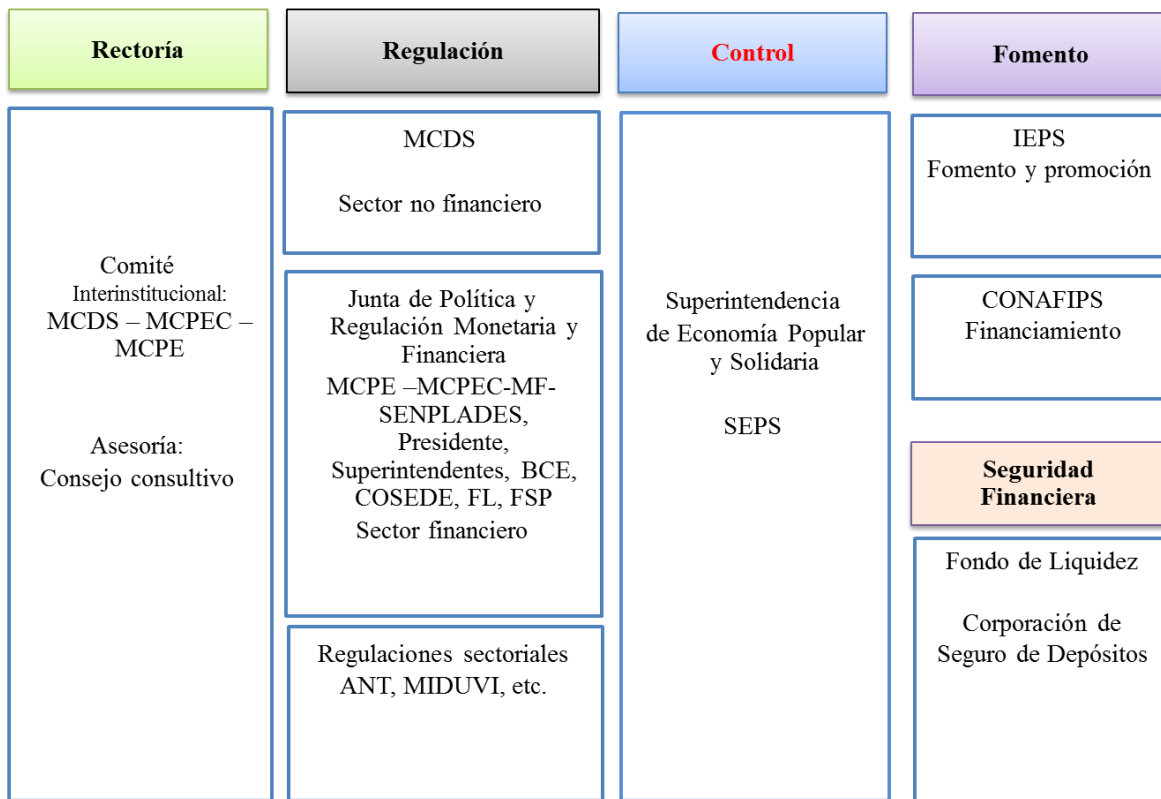 Rectoría
Comité
Interinstitucional:
MCDS – MCPEC –
MCPE
Asesoría:
Consejo consultivo
Regulación
MCDS
Sector no financiero
Junta de Política y
Regulación Monetaria y
Financiera
MCPE –MCPEC-MF-
SENPLADES,
Presidente,
Superintendentes, BCE,
COSEDE, FL, FSP
Sector financiero
Regulaciones sectoriales
ANT, MIDUVI, etc.
Control
Superintendencia
de Economía Popular
y Solidaria
SEPS
Fomento
IEPS
Fomento y promoción
CONAFIPS
Financiamiento
Seguridad
Financiera
Fondo de Liquidez
Corporación de
Seguro de Depósitos